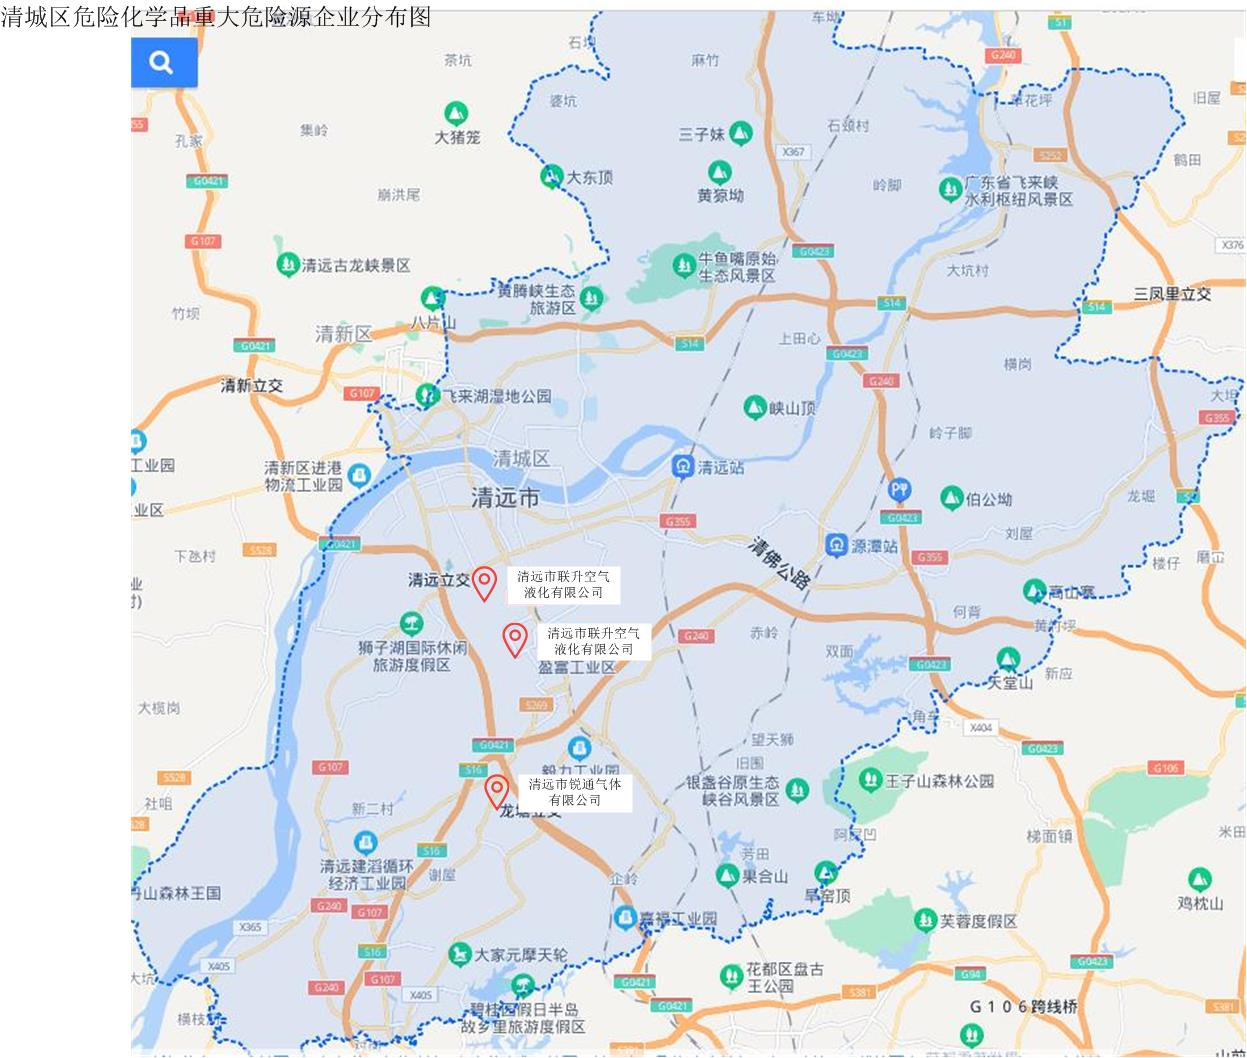 清城区危险化学品重大危险源企业分布图
车坳
S1
石坝
G240
茶坑
麻竹
婆坑
草花坪
旧屋
集岭
大猪笼
三子妹
石颈村
孔家
X367
S252
鹤田
G0421
大东顶
黄猄坳
岭脚
广东省飞来峡
水利枢纽风景区
崩洪尾
G107
G0423
X376
清远古龙峡景区
牛鱼嘴原始
生态风景区
大坑村
黄腾峡生态
旅游区
三凤里立交
八片山
S14
S14
竹坝
清新区
G0421
S14
上田心
G0423
横岗
清新立交
G107
飞来湖湿地公园
G240
峡山顶
G355
岭子脚
工业园
清新区进港
物流工业园
清城区
清远站
清远市
伯公坳
龙堀
业区
G355
G0423
刘屋
G0421
清佛公路
源潭站
G355
下氹村
S528
楼仔
磨㘵
清远立交
清远市联升空气
液化有限公司
高山寨
何背
黄竹坪
狮子湖国际休闲
旅游度假区
清远市联升空气
液化有限公司
盈富工业区
G240
赤岭
双面
G0423
天堂山
新应
大榄岗
S269
角车
X404
G0421
望天狮
G0423
S528
G107
S16
毅力工业园
旧围
银盏谷原生态
峡谷风景区
王子山森林公园
G106
社咀
新二村
清远市锐通气体
有限公司
龙塘立交
梯面镇
米田
清远建滔循环
经济工业园
S16
谢屋
芳田
果合山
企岭
旱窑顶
鸡枕山
丹山森林王国
G240
G107
X365
嘉福工业园
芙蓉度假区
S16
大家元摩天轮
X405
G107
花都区盘古
王公园
G94
G0423
大坑
G240
X405
碧桂园假日半岛
故乡里旅游度假区
G0421
G0421
S381
G106跨线桥
S381
横枝